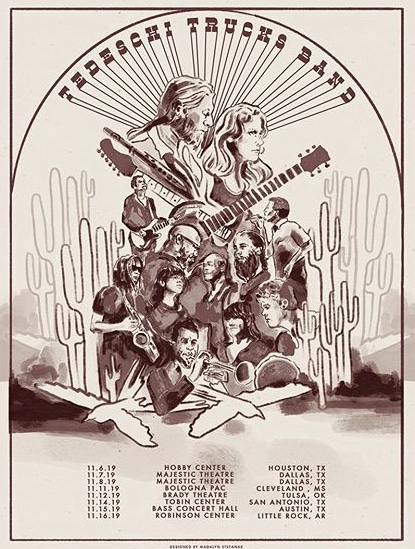 TEDESCHI TRUCKS BAND
11.6.19 HOBBY CENTER HOUSTON, TX
11.7.19 MAJESTIC THEATRE DALLAS, TX
11.8.19 MAJESTIC THEATRE DALLAS, TX
11.11.19 BOLOGNA PAC CLEVELAND , MS
11.12.19 BRADY THEATRE TULSA, OK
11.14.19 TOBIN CENTER SAN ANTONIO, TX
11.15.19 BASS CONCERT HALL AUSTIN, TX
11.16.19 ROBINSON CENTER LITTLE ROCK, AR
DESIGNED BY MADALYN STEFANAK